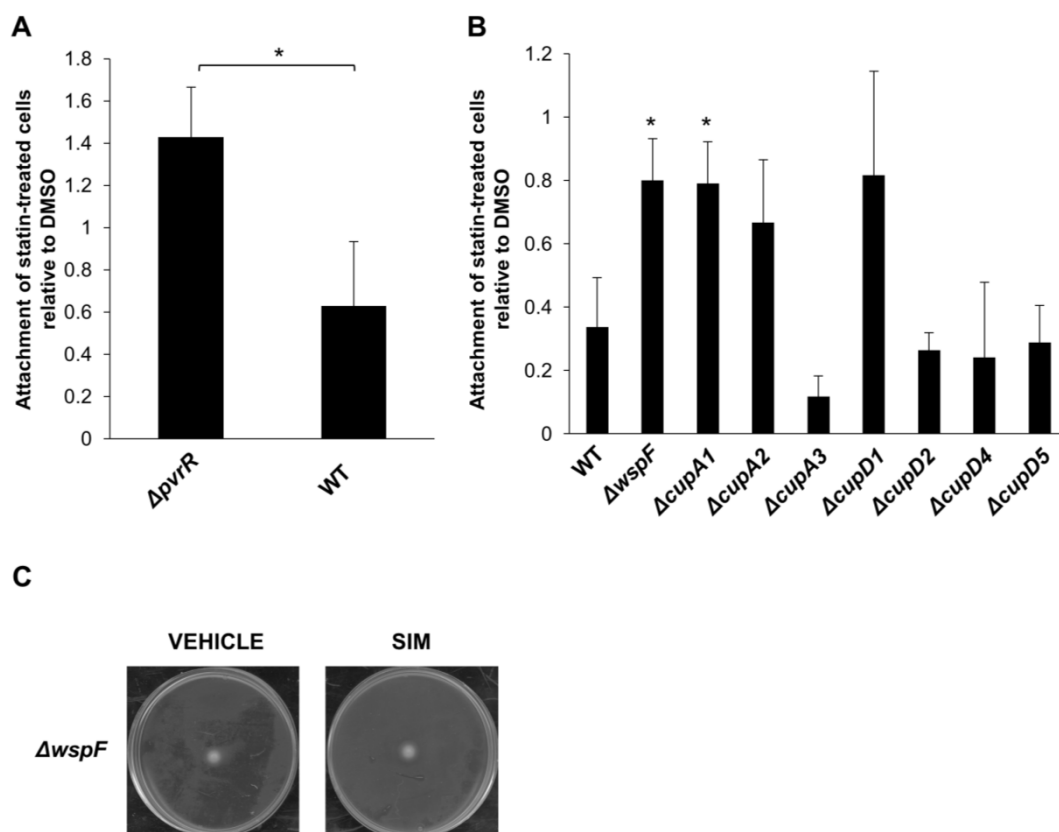 A
Attachment of statin-treated cells
relative to DMSO
1.8
1.6
1.4
1.2
1
0.8
0.6
0.4
0.2
0
*
ΔpvrR
WT
B
Attachment of statin-treated cells
relative to DMSO
1.2
1
0.8
0.6
0.4
0.2
0
*
*
WT
ΔwspF
ΔcupA1
ΔcupA2
ΔcupA3
ΔcupD1
ΔcupD2
ΔcupD4
ΔcupD5
C
VEHICLE
SIM
ΔwspF